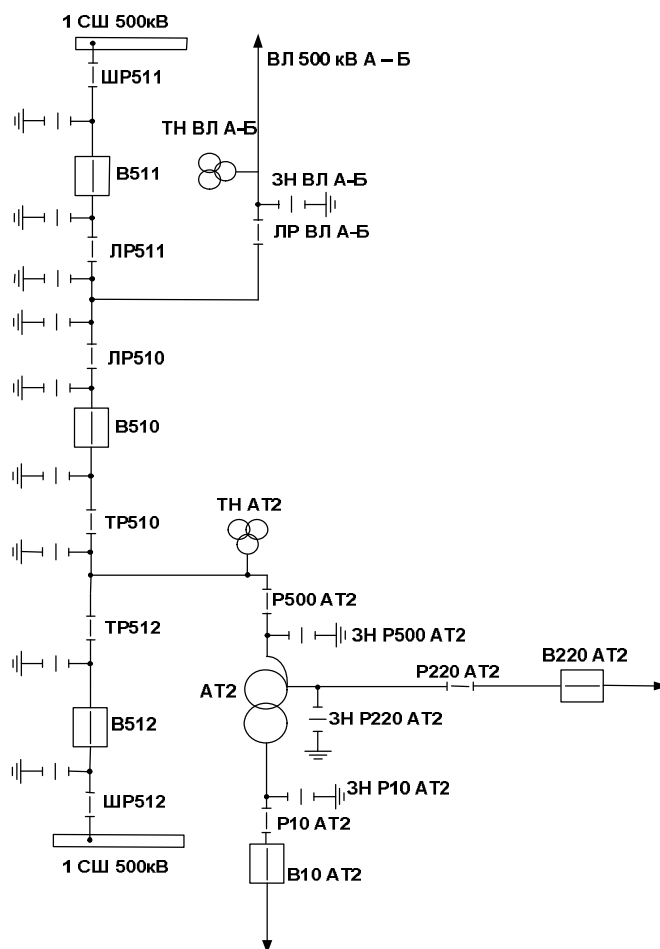 1 СШ 500кВ
ШР511
ВЛ 500 кВ А – Б
ТН ВЛ А-Б
В511
ЗН ВЛ А-Б
ЛР ВЛ А-Б
ЛР511
ЛР510
В510
ТН АТ2
ТР510
Р500 АТ2
ТР512
ЗН Р500 АТ2
В220 АТ2
Р220 АТ2
АТ2
В512
ЗН Р220 АТ2
ЗН Р10 АТ2
ШР512
Р10 АТ2
1 СШ 500кВ
В10 АТ2